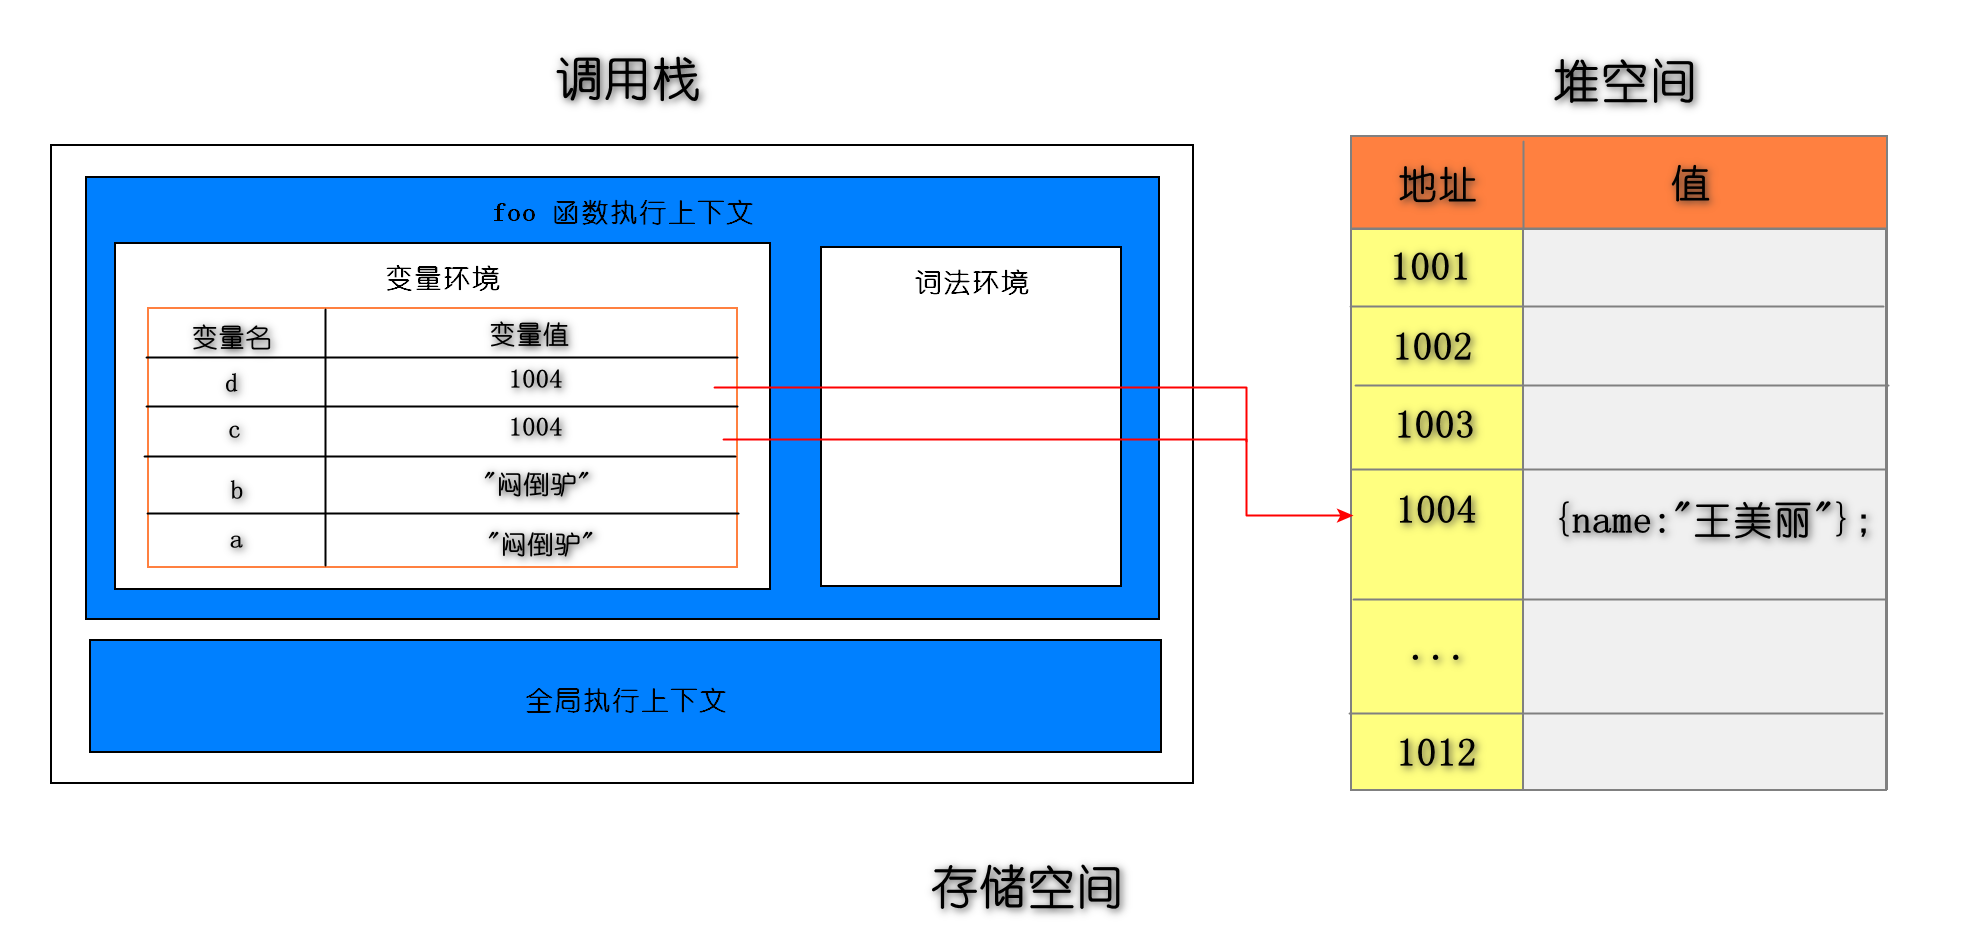 调用栈
foo 函数执行上下文
变量环境
变量名 变量值
d 1004
c 1004
b "闷倒驴"
a "闷倒驴"
词法环境
全局执行上下文
堆空间
地址 值
1001
1002
1003
1004 {name:"王美丽"};
...
1012
存储空间